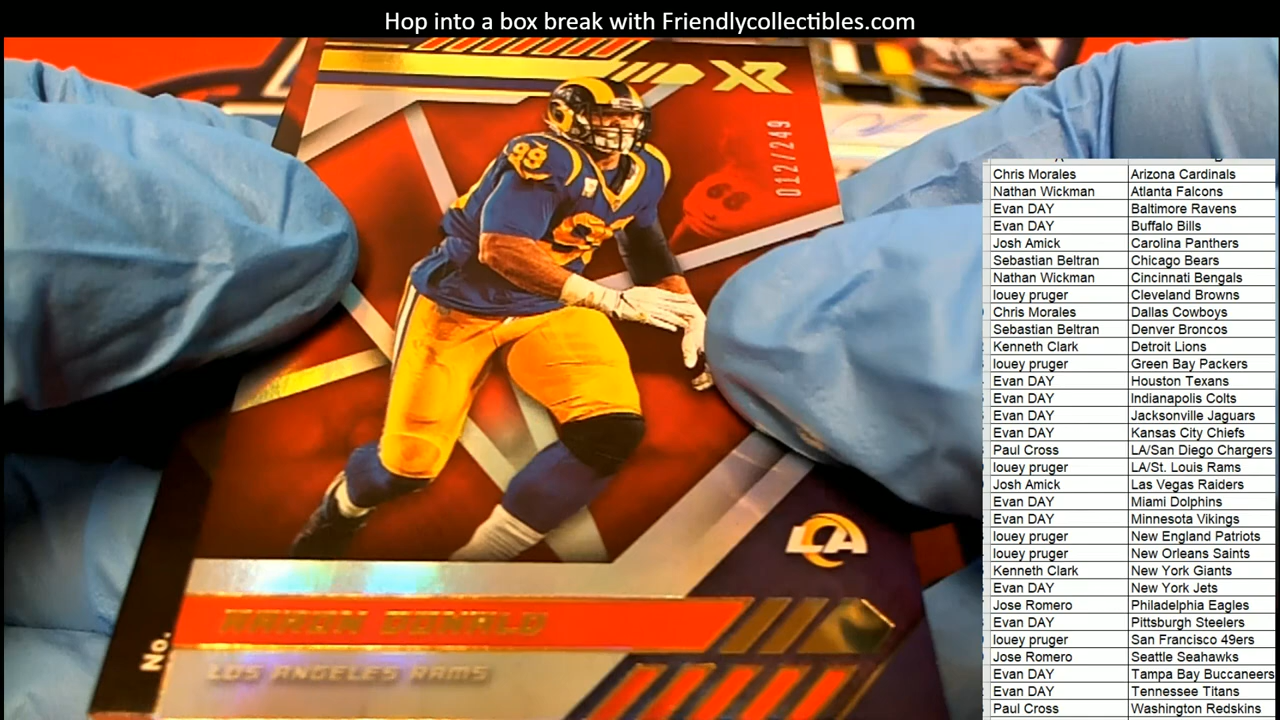 Hop into a box break with Friendlycollectibles.com
XR
012/249
99
LA
AARON DONALD
LOS ANGELES RAMS
No.
Chris Morales Arizona Cardinals
Nathan Wickman Atlanta Falcons
Evan DAY Baltimore Ravens
Evan DAY Buffalo Bills
Josh Amick Carolina Panthers
Sebastian Beltran Chicago Bears
Nathan Wickman Cincinnati Bengals
louey pruger Cleveland Browns
Chris Morales Dallas Cowboys
Sebastian Beltran Denver Broncos
Kenneth Clark Detroit Lions
louey pruger Green Bay Packers
Evan DAY Houston Texans
Evan DAY Indianapolis Colts
Evan DAY Jacksonville Jaguars
Evan DAY Kansas City Chiefs
Paul Cross LA/San Diego Chargers
louey pruger LA/St. Louis Rams
Josh Amick Las Vegas Raiders
Evan DAY Miami Dolphins
Evan DAY Minnesota Vikings
louey pruger New England Patriots
louey pruger New Orleans Saints
Kenneth Clark New York Giants
Evan DAY New York Jets
Jose Romero Philadelphia Eagles
Evan DAY Pittsburgh Steelers
louey pruger San Francisco 49ers
Jose Romero Seattle Seahawks
Evan DAY Tampa Bay Buccaneers
Evan DAY Tennessee Titans
Paul Cross Washington Redskins